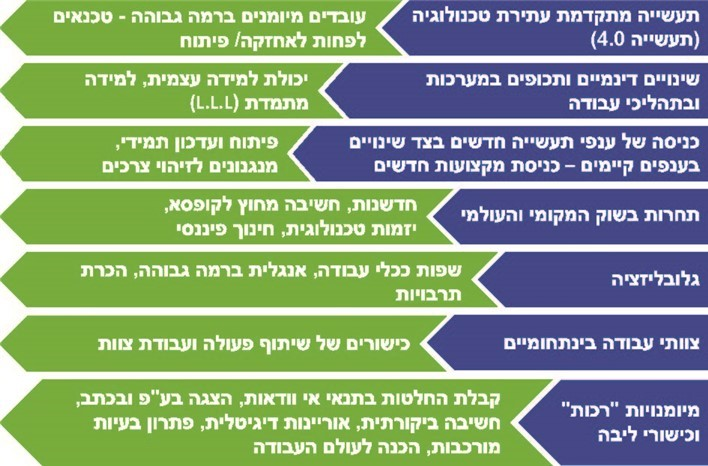 תעשייה מתקדמת עתירת טכנולוגיה
(תעשייה 4.0)
עובדים מיומנים ברמה גבוהה - טכנאים
לפחות לאחזקה/ פיתוח
שינויים דינמיים ותכופים במערכות
ובתהליכי עבודה
יכולת למידה עצמית, למידה
מתמדת (L.L.L)
כניסה של ענפי תעשייה חדשים בצד שינויים
בענפים קיימים – כניסת מקצועות חדשים
פיתוח ועדכון תמידי,
מנגנונים לזיהוי צרכים
תחרות בשוק המקומי והעולמי
חדשנות, חשיבה מחוץ לקופסא,
יזמות טכנולוגית, חינוך פיננסי
גלובליזציה
שפות ככלי עבודה, אנגלית ברמה גבוהה, הכרת
תרבויות
צוותי עבודה בינתחומיים
כישורים של שיתוף פעולה ועבודת צוות
מיומנויות "רכות"
וכישורי ליבה
קבלת החלטות בתנאי אי וודאות, הצגה בע"פ ובכתב,
חשיבה ביקורתית, אוריינות דיגיטלית, פתרון בעיות
מורכבות, הכנה לעולם העבודה